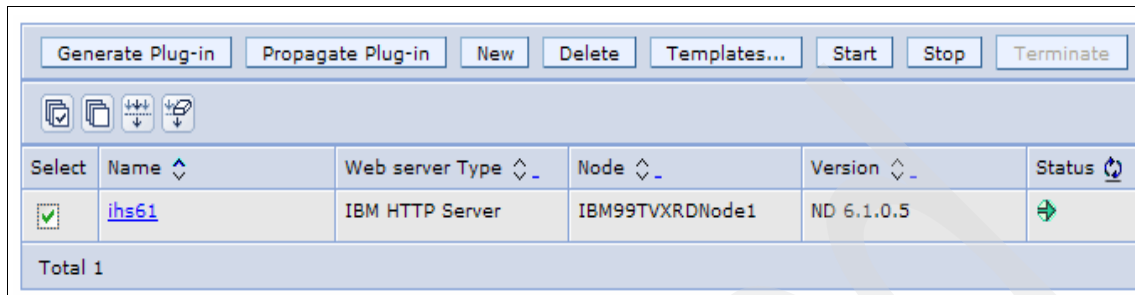 Generate Plug-in Propagate Plug-in New Delete Templates... Start Stop Terminate
Select Name Web server Type Node Version Status
ihs61 IBM HTTP Server IBM99TVXRDNode1 ND 6.1.0.5
Total 1